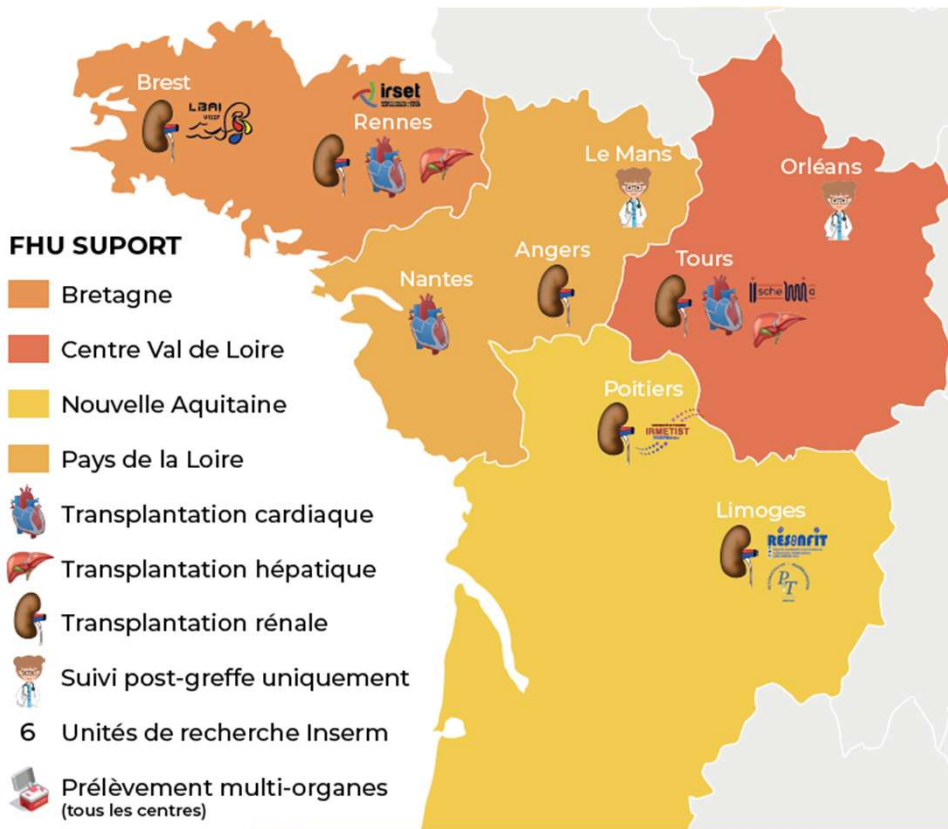 Brest
LBAI
irset
Rennes
Le Mans
Orléans
FHU SUPORT
Angers
Tours
Nantes
Ische
Bretagne
Centre Val de Loire
Nouvelle Aquitaine
Poitiers
IRMETIST
Pays de la Loire
Limoges
RÉSINFIT
P&T
Transplantation cardiaque
Transplantation hépatique
Transplantation rénale
Suivi post-greffe uniquement
6 Unités de recherche Inserm
Prélèvement multi-organes
(tous les centres)